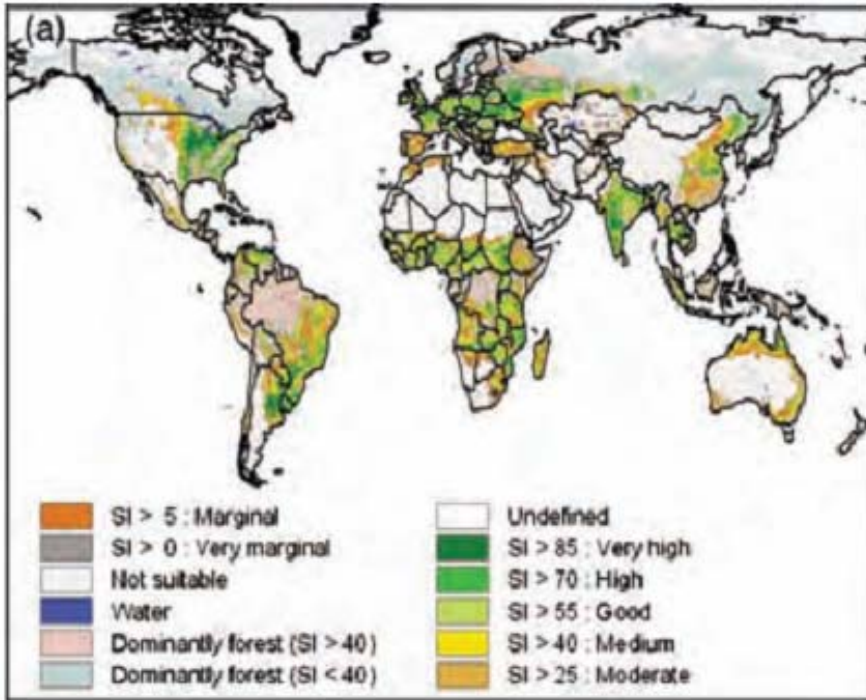 (a)
SI > 5 : Marginal
SI > 0 : Very marginal
Not suitable
Water
Dominantly forest (SI > 40)
Dominantly forest (SI < 40)
Undefined
SI > 85 : Very high
SI > 70 : High
SI > 55 : Good
SI > 40 : Medium
SI > 25 : Moderate